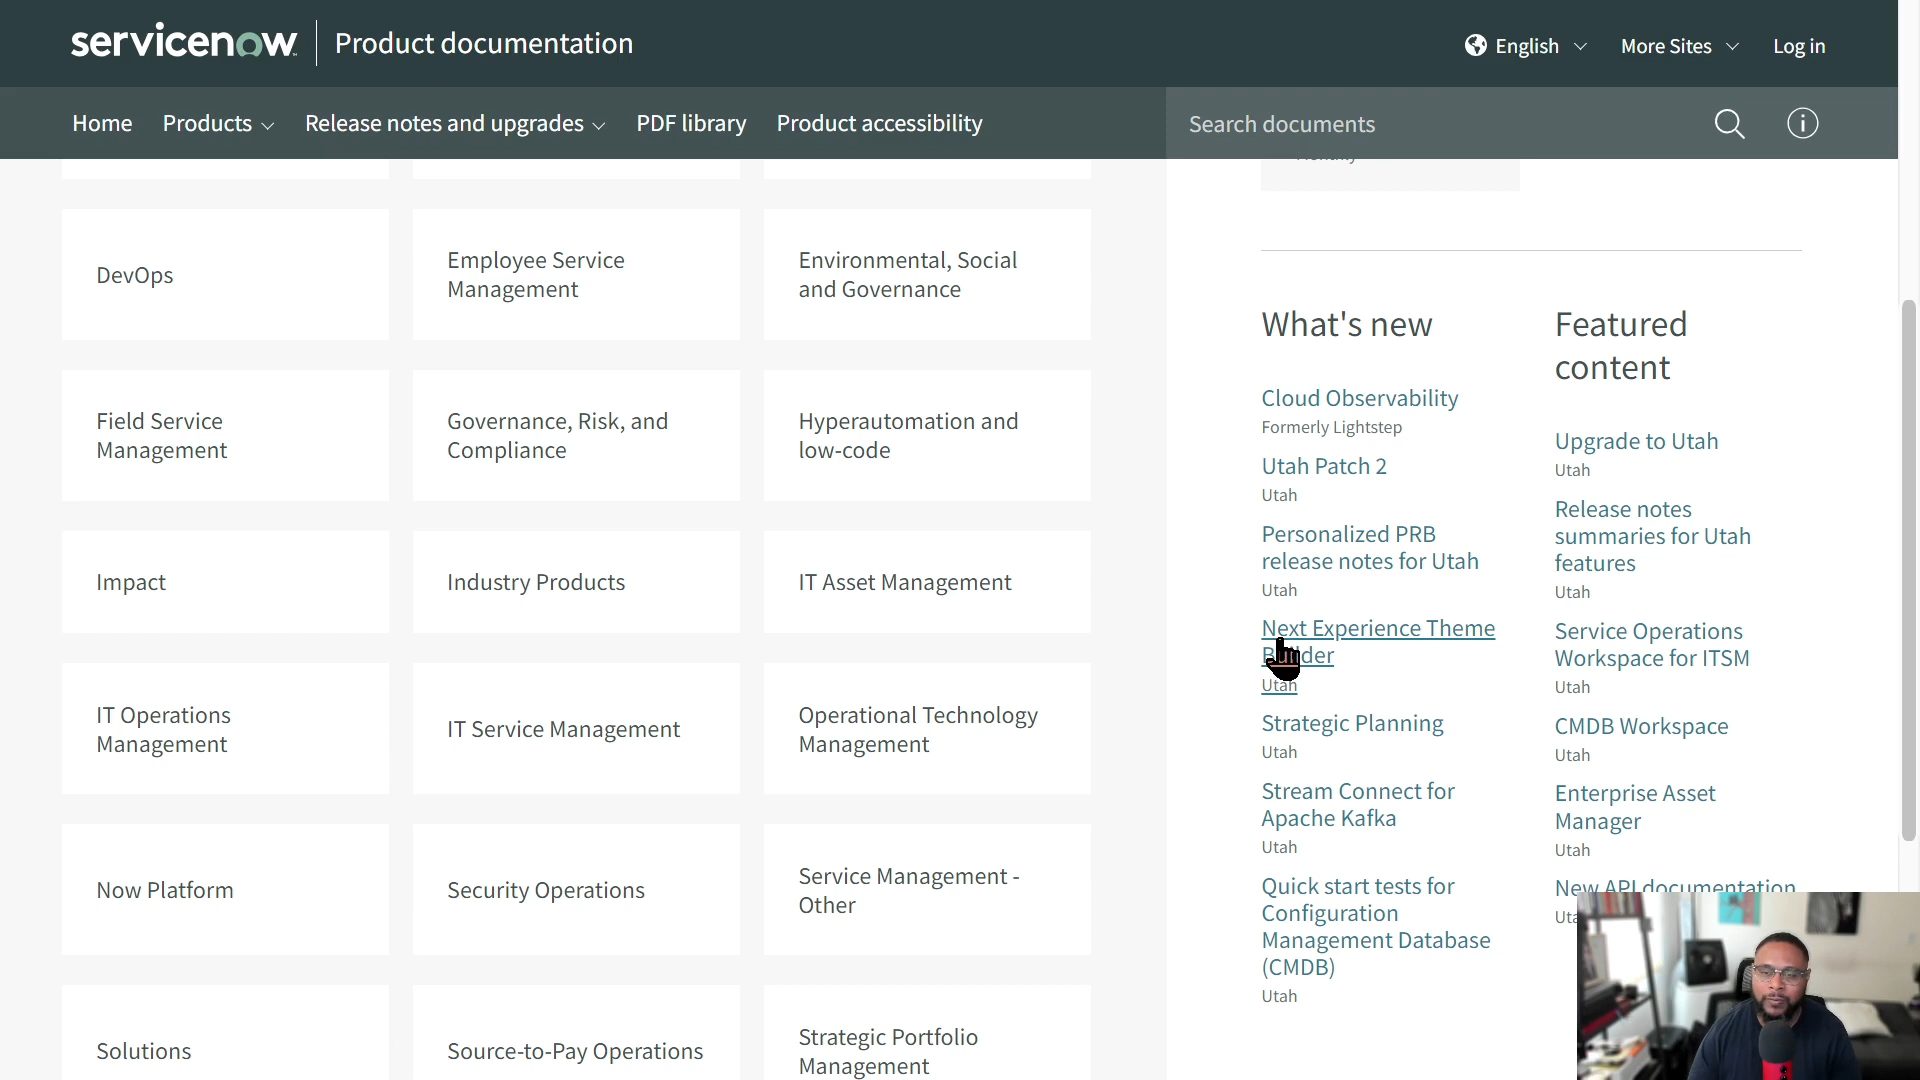 servicenow
Product documentation
English
More Sites
Log in
Home
Products
Release notes and upgrades
PDF library
Product accessibility
Search documents
DevOps
Employee Service
Management
Environmental, Social
and Governance
Field Service
Management
Governance, Risk, and
Compliance
Hyperautomation and
low-code
Impact
Industry Products
IT Asset Management
IT Operations
Management
IT Service Management
Operational Technology
Management
Now Platform
Security Operations
Service Management -
Other
Solutions
Source-to-Pay Operations
Strategic Portfolio
Management
What's new
Cloud Observability
Formerly Lightstep
Utah Patch 2
Utah
Personalized PRB
release notes for Utah
Utah
Next Experience Theme
Builder
Utah
Strategic Planning
Utah
Stream Connect for
Apache Kafka
Utah
Quick start tests for
Configuration
Management Database
(CMDB)
Utah
Featured
content
Upgrade to Utah
Utah
Release notes
summaries for Utah
features
Utah
Service Operations
Workspace for ITSM
Utah
CMDB Workspace
Utah
Enterprise Asset
Manager
Utah
New API documentation